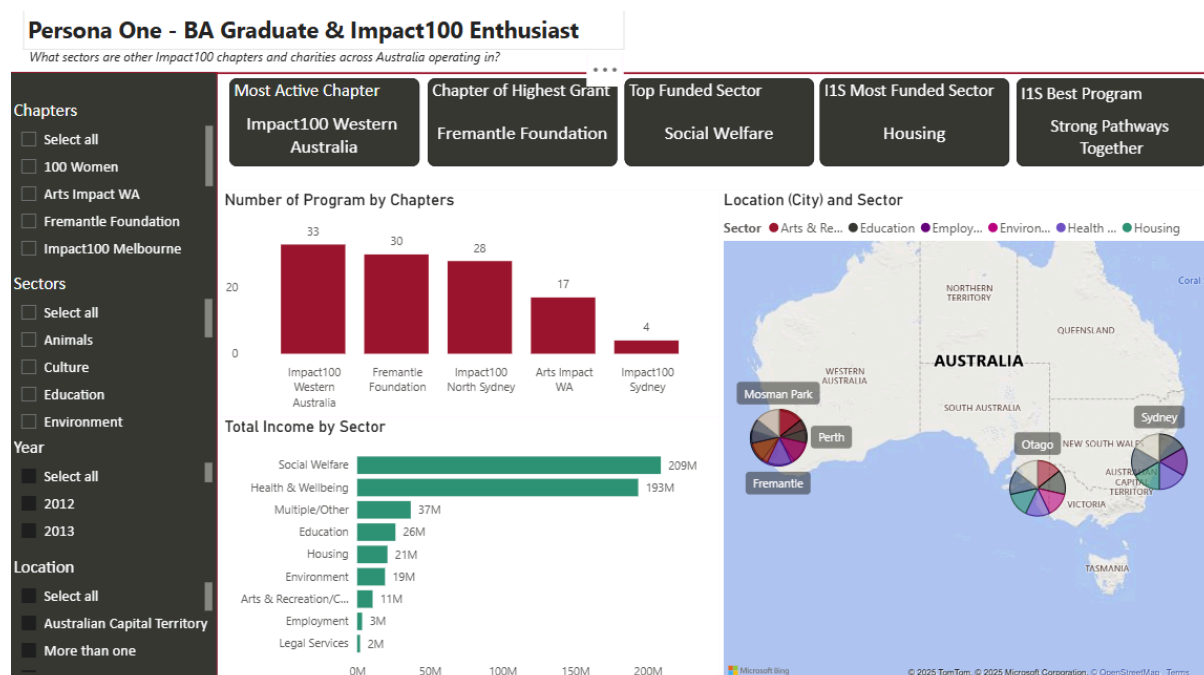 Persona One - BA Graduate & Impact100 Enthusiast
What sectors are other Impact100 chapters and charities across Australia operating in?
Chapters
Select all
100 Women
Arts Impact WA
Fremantle Foundation
Impact100 Melbourne
Sectors
Select all
Animals
Culture
Education
Environment
Year
Select all
2012
2013
Location
Select all
Australian Capital Territory
More than one
Most Active Chapter
Impact100 Western
Australia
Chapter of Highest Grant
Fremantle Foundation
Top Funded Sector
Social Welfare
I1S Most Funded Sector
Housing
I1S Best Program
Strong Pathways
Together
Number of Program by Chapters
20
0
33
30
28
17
4
Impact100
Western
Australia
Fremantle
Foundation
Impact100
North Sydney
Arts Impact
WA
Impact100
Sydney
Total Income by Sector
Social Welfare 209M
Health & Wellbeing 193M
Multiple/Other 37M
Education 26M
Housing 21M
Environment 19M
Arts & Recreation/C... 11M
Employment 3M
Legal Services 2M
0M 50M 100M 150M 200M
Location (City) and Sector
Sector Arts & Re... Education Employ... Environ... Health ... Housing
Coral
NORTHERN
TERRITORY
QUEENSLAND
AUSTRALIA
WESTERN
AUSTRALIA
Mosman Park
SOUTH AUSTRALIA
Sydney
Perth
Otago
NEW SOUTH WALES
Fremantle
AUSTRALIAN
CAPITAL
TERRITORY
VICTORIA
TASMANIA
Microsoft Bing
© 2025 TomTom, © 2025 Microsoft Corporation, © OpenStreetMap Terms